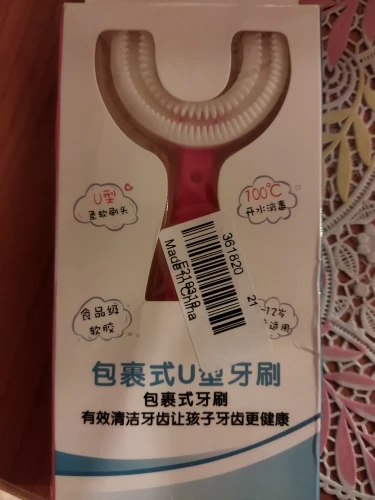 U型
柔软刷头
100℃
开水消毒
361820
E219319
Made in China
21
食品级
软胶
-12岁
适用
包裹式U型牙刷
包裹式牙刷
有效清洁牙齿让孩子牙齿更健康